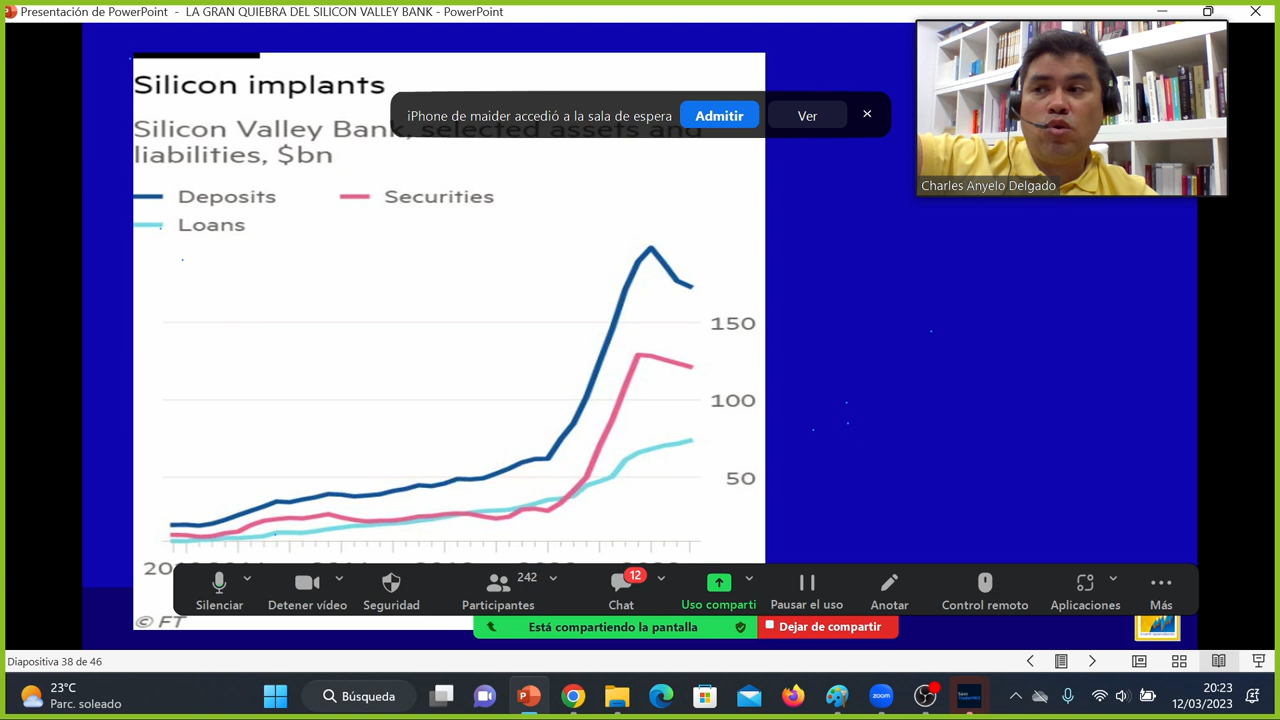 Presentación de PowerPoint - LA GRAN QUIEBRA DEL SILICON VALLEY BANK - PowerPoint
Silicon implants
iPhone de maider accedió a la sala de espera
Admitir
Ver
Silicon Valley Bank, selected assets and
liabilities, $bn
Charles Anyelo Delgado
Deposits
Securities
Loans
150
100
50
242
12
Silenciar
Detener vídeo
Seguridad
Participantes
Chat
Uso comparti
Pausar el uso
Anotar
Control remoto
Aplicaciones
Más
© FT
Está compartiendo la pantalla
Dejar de compartir
Diapositiva 38 de 46
23°C
Parc. soleado
Búsqueda
zoom
20:23
12/03/2023